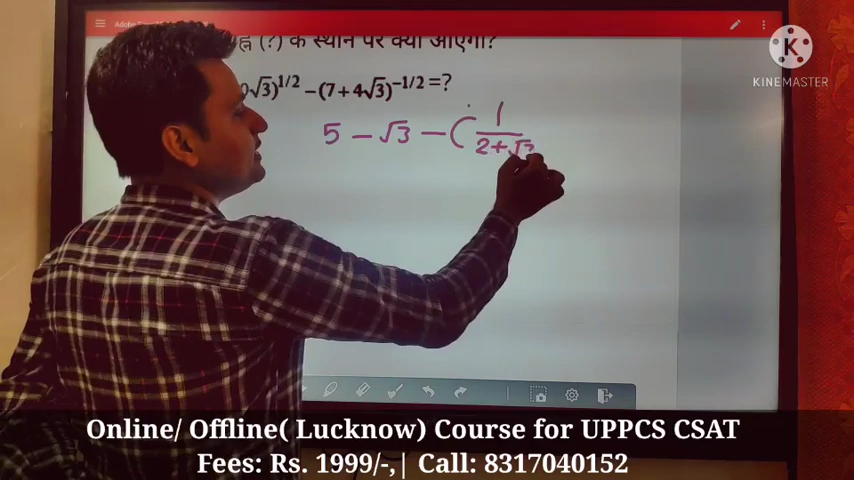 (?) के स्थान पर क्या आएगा?
K
KINEMASTER
0√3)^1/2 – (7 + 4√3)^–1/2 = ?
5 – √3 – ( 1 / 2 + √3
Online/ Offline( Lucknow) Course for UPPCS CSAT
Fees: Rs. 1999/-,| Call: 8317040152